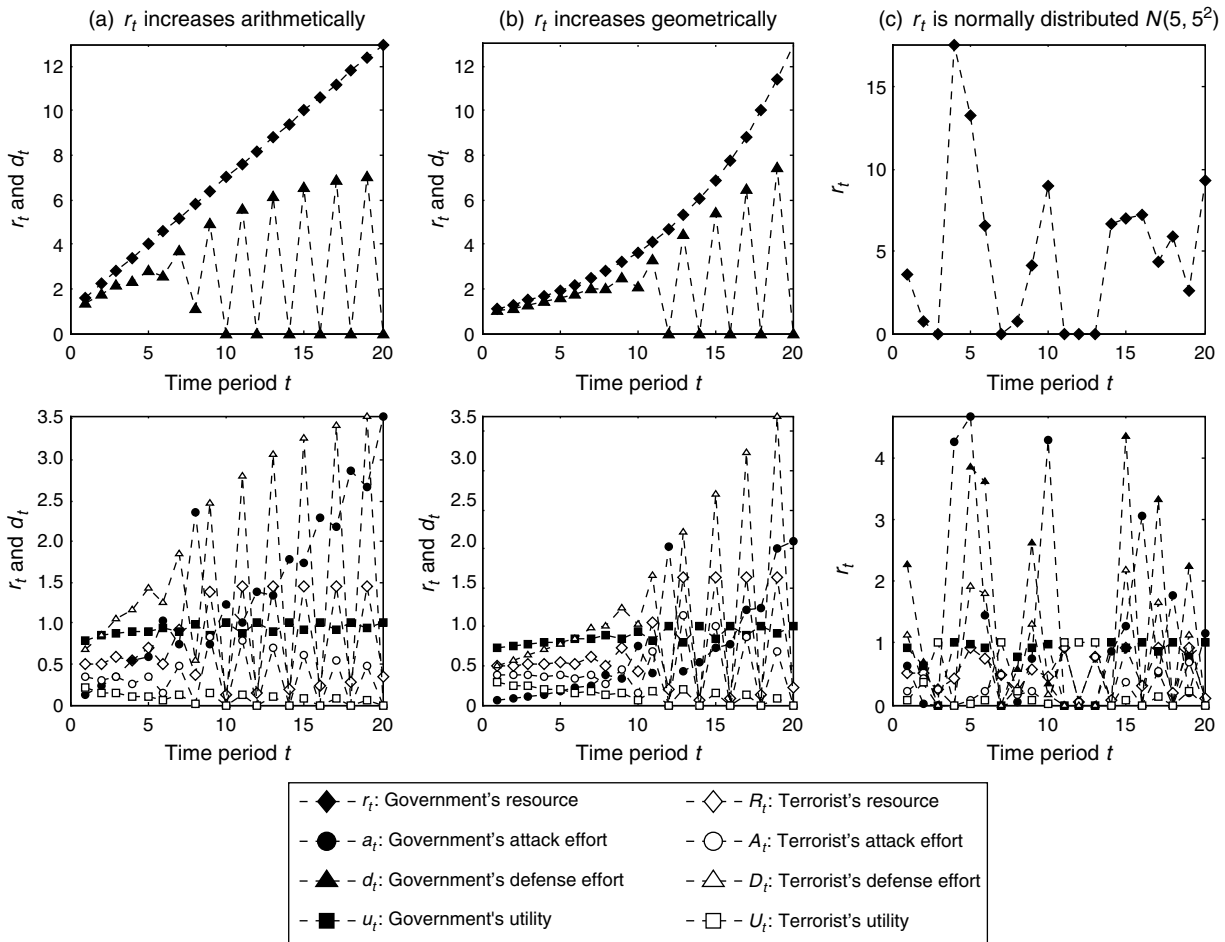 (a) r_t increases arithmetically
(b) r_t increases geometrically
(c) r_t is normally distributed N(5, 5²)
r_t and d_t
12
10
8
6
4
2
0
0 5 10 15 20
Time period t
r_t and d_t
12
10
8
6
4
2
0
0 5 10 15 20
Time period t
r_t
15
10
5
0
0 5 10 15 20
Time period t
r_t and d_t
3.5
3.0
2.5
2.0
1.5
1.0
0.5
0
0 5 10 15 20
Time period t
r_t and d_t
3.5
3.0
2.5
2.0
1.5
1.0
0.5
0
0 5 10 15 20
Time period t
r_t
4
3
2
1
0
0 5 10 15 20
Time period t
r_t: Government's resource
R_t: Terrorist's resource
a_t: Government's attack effort
A_t: Terrorist's attack effort
d_t: Government's defense effort
D_t: Terrorist's defense effort
u_t: Government's utility
U_t: Terrorist's utility